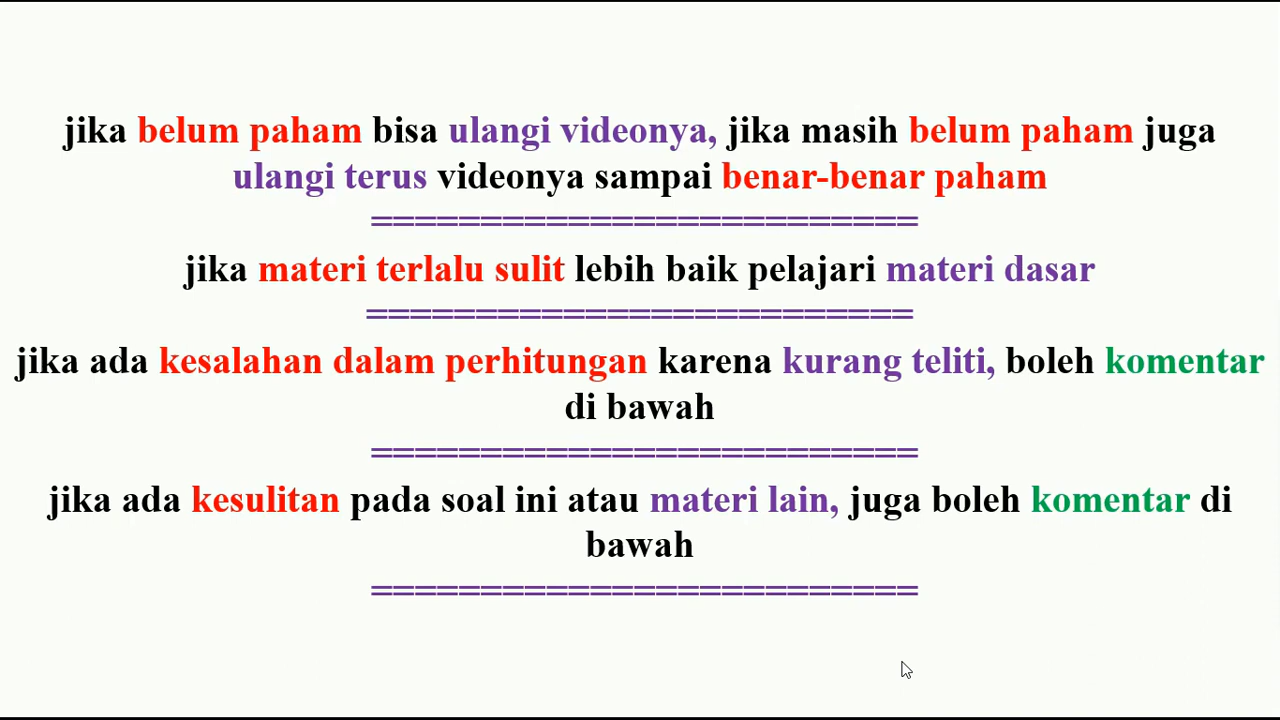 jika belum paham bisa ulangi videonya, jika masih belum paham juga
ulangi terus videonya sampai benar-benar paham
=========================
jika materi terlalu sulit lebih baik pelajari materi dasar
=========================
jika ada kesalahan dalam perhitungan karena kurang teliti, boleh komentar
di bawah
=========================
jika ada kesulitan pada soal ini atau materi lain, juga boleh komentar di
bawah
=========================